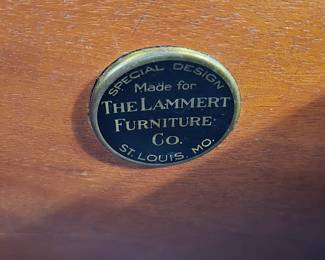 SPECIAL DESIGN
Made for
THE LAMMERT
FURNITURE
CO.
ST. LOUIS, MO.